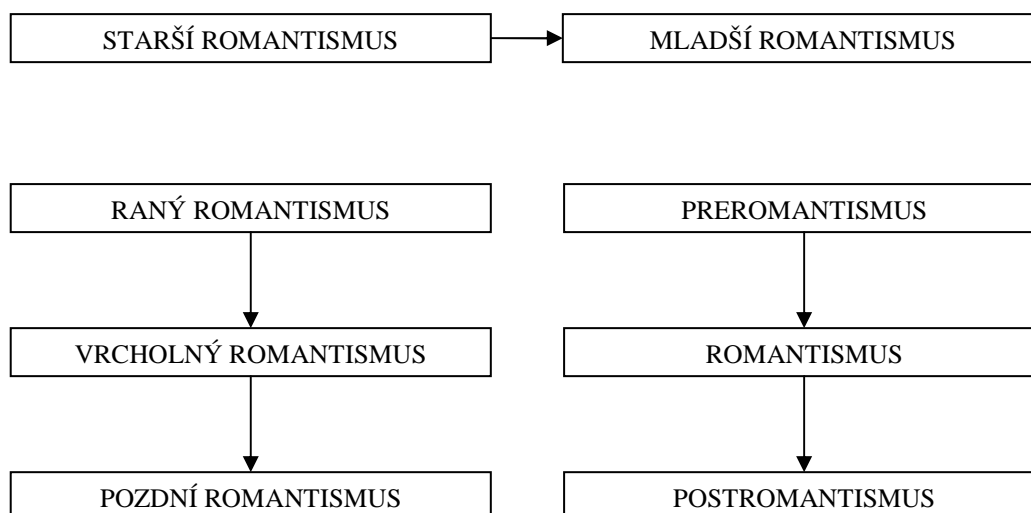 STARŠÍ ROMANTISMUS
MLADŠÍ ROMANTISMUS
RANÝ ROMANTISMUS
PREROMANTISMUS
VRCHOLNÝ ROMANTISMUS
ROMANTISMUS
POZDNÍ ROMANTISMUS
POSTROMANTISMUS